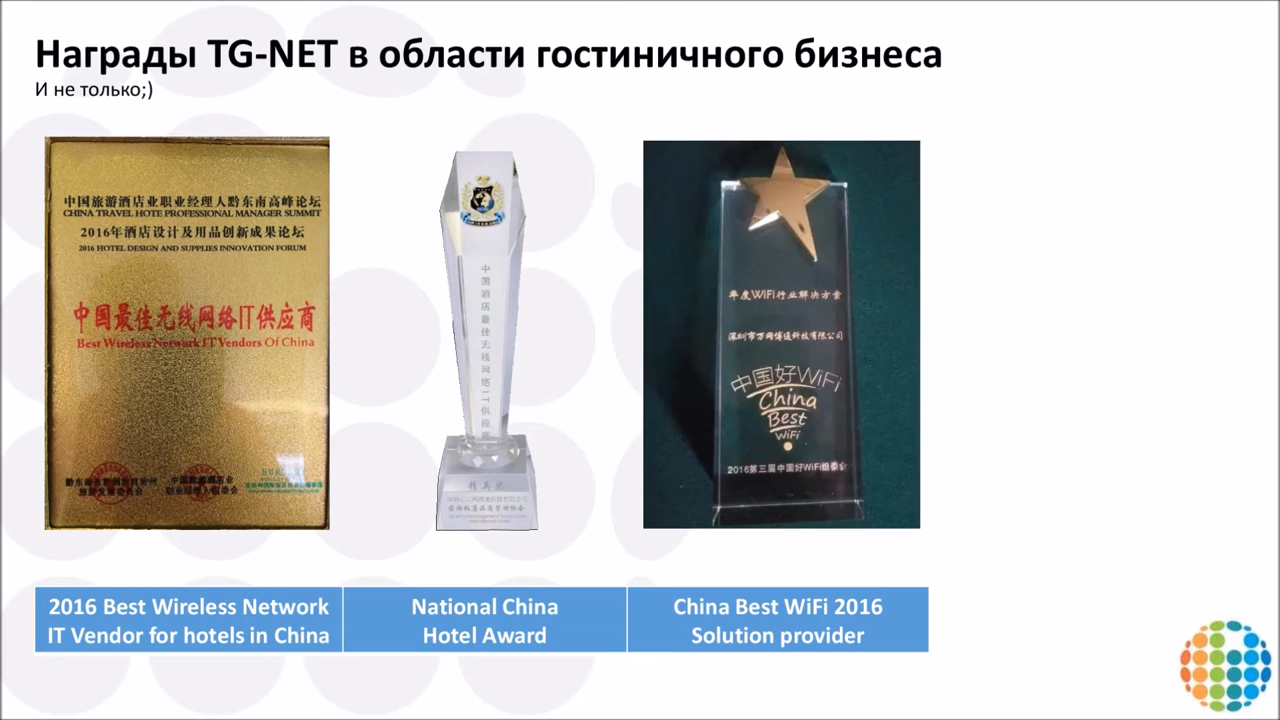 Награды TG-NET в области гостиничного бизнеса
И не только;)
中国旅游酒店业职业经理人黔东南高峰论坛
CHINA TRAVEL HOTE PROFESSIONAL MANAGER SUMMIT
2016年酒店设计及用品创新成果论坛
2016 HOTEL DESIGN AND SUPPLIES INNOVATION FORUM
中国最佳无线网络IT供应商
Best Wireless Network IT Vendors Of China
中国酒店最佳无线网络IT供应商
年度WiFi行业解决方案
深圳市万网博通科技有限公司
中国好WiFi
China
Best
WiFi
2016第三届中国好WiFi组委会
2016 Best Wireless Network
IT Vendor for hotels in China
National China
Hotel Award
China Best WiFi 2016
Solution provider